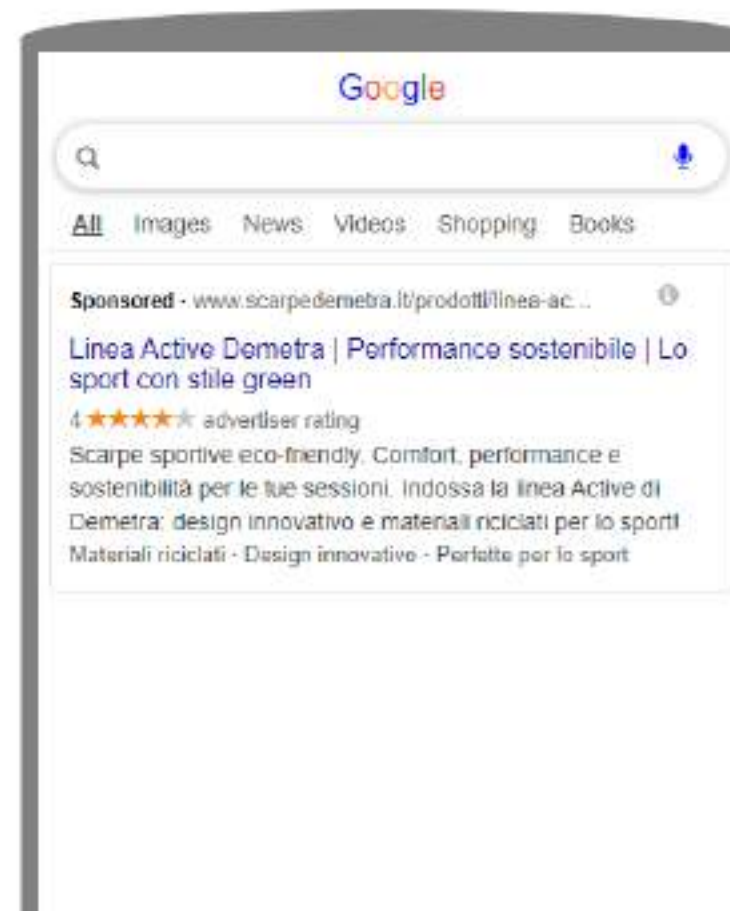 Google
All Images News Videos Shopping Books
Sponsored · www.scarpedemetra.it/prodotti/linea-ac...
Linea Active Demetra | Performance sostenibile | Lo
sport con stile green
4 ★★★★★ advertiser rating
Scarpe sportive eco-friendly. Comfort, performance e
sostenibilità per le tue sessioni. Indossa la linea Active di
Demetra: design innovativo e materiali riciclati per lo sport!
Materiali riciclati · Design innovativo · Perfette per lo sport